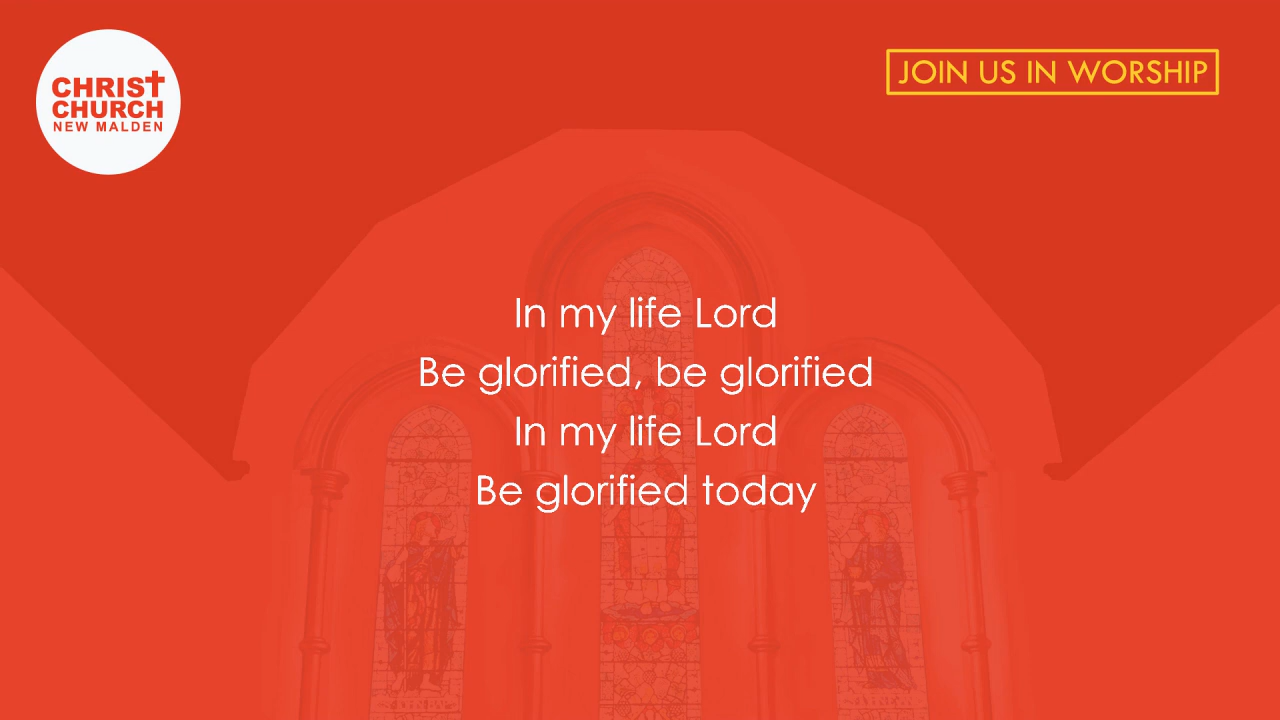 CHRIST
CHURCH
NEW MALDEN
JOIN US IN WORSHIP
In my life Lord
Be glorified, be glorified
In my life Lord
Be glorified today